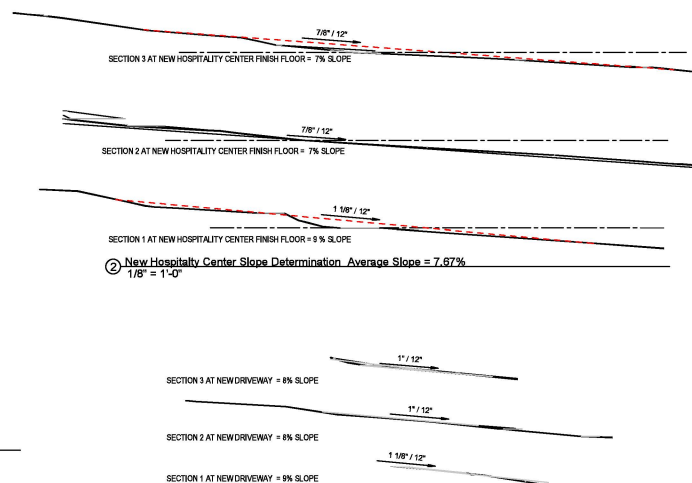 7/8" / 12"
SECTION 3 AT NEW HOSPITALITY CENTER FINISH FLOOR = 7% SLOPE
7/8" / 12"
SECTION 2 AT NEW HOSPITALITY CENTER FINISH FLOOR = 7% SLOPE
1 1/8" / 12"
SECTION 1 AT NEW HOSPITALITY CENTER FINISH FLOOR = 9 % SLOPE
2 New Hospitalty Center Slope Determination Average Slope = 7.67%
1/8" = 1'-0"
1" / 12"
SECTION 3 AT NEW DRIVEWAY = 8% SLOPE
1" / 12"
SECTION 2 AT NEW DRIVEWAY = 8% SLOPE
1 1/8" / 12"
SECTION 1 AT NEW DRIVEWAY = 9% SLOPE